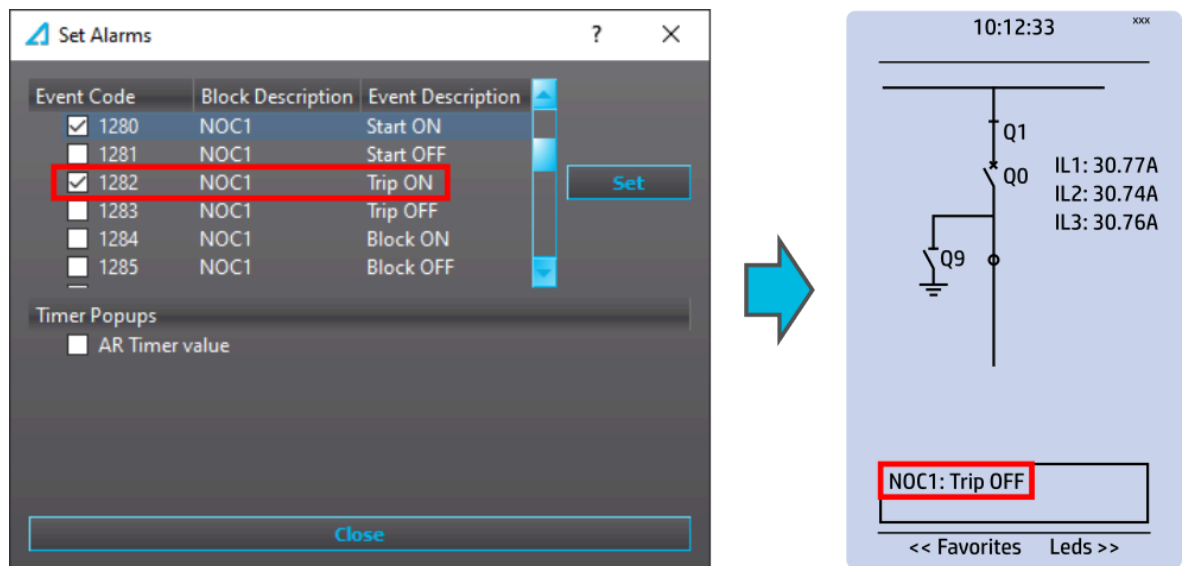 Set Alarms ? ×
Event Code Block Description Event Description
1280 NOC1 Start ON
1281 NOC1 Start OFF
1282 NOC1 Trip ON
1283 NOC1 Trip OFF
1284 NOC1 Block ON
1285 NOC1 Block OFF
Set
Timer Popups
AR Timer value
Close
10:12:33 xxx
Q1
Q0
IL1: 30.77A
IL2: 30.74A
IL3: 30.76A
Q9
NOC1: Trip OFF
<< Favorites Leds >>